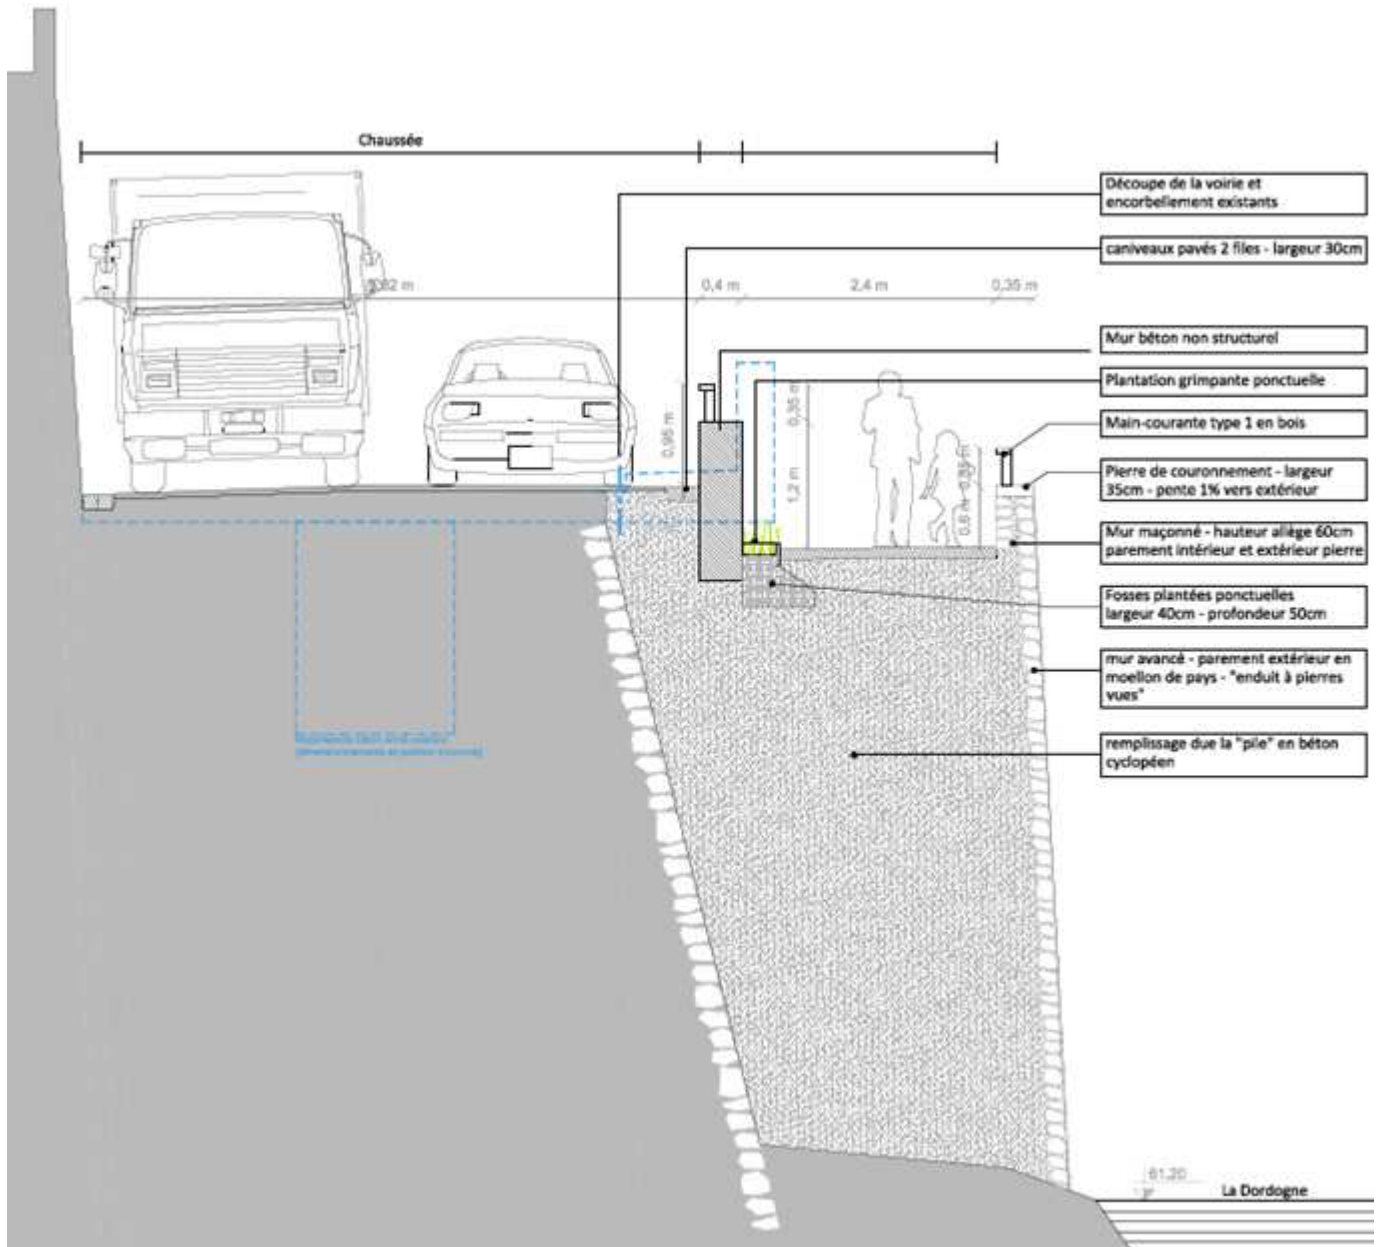 Chaussée
Découpe de la voirie et
encorbellement existants
caniveaux pavés 2 files - largeur 30cm
0,4 m
2,4 m
0,35 m
Mur béton non structurel
Plantation grimpante ponctuelle
0,35 m
0,95 m
Main-courante type 1 en bois
Pierre de couronnement - largeur
35cm - pente 1% vers extérieur
1,2 m
0,6 m
0,35 m
Mur maçonné - hauteur allège 60cm
parement intérieur et extérieur pierre
Fosses plantées ponctuelles
largeur 40cm - profondeur 50cm
mur avancé - parement extérieur en
moellon de pays - "enduit à pierres
vues"
remplissage due la "pile" en béton
cyclopéen
61,20
La Dordogne